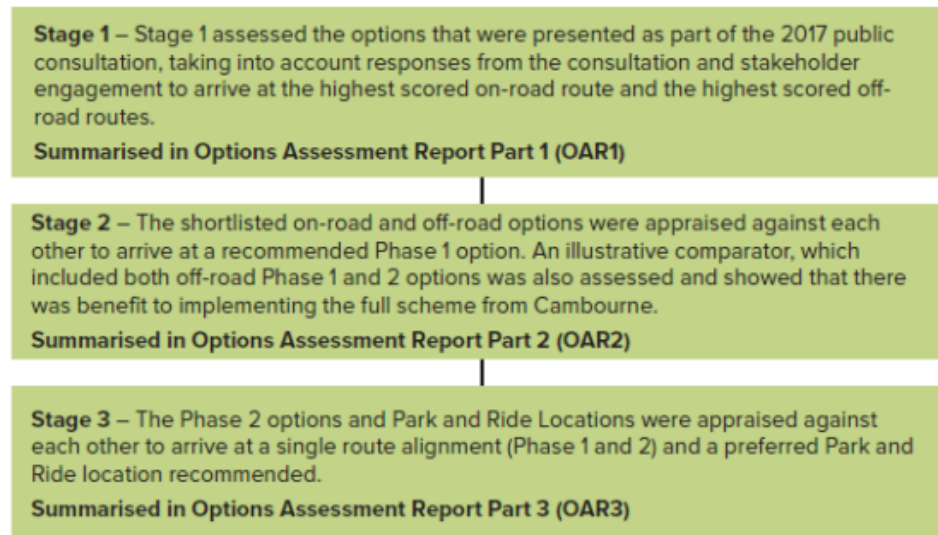 Stage 1 – Stage 1 assessed the options that were presented as part of the 2017 public
consultation, taking into account responses from the consultation and stakeholder
engagement to arrive at the highest scored on-road route and the highest scored off-
road routes.
Summarised in Options Assessment Report Part 1 (OAR1)
Stage 2 – The shortlisted on-road and off-road options were appraised against each
other to arrive at a recommended Phase 1 option. An illustrative comparator, which
included both off-road Phase 1 and 2 options was also assessed and showed that there
was benefit to implementing the full scheme from Cambourne.
Summarised in Options Assessment Report Part 2 (OAR2)
Stage 3 – The Phase 2 options and Park and Ride Locations were appraised against
each other to arrive at a single route alignment (Phase 1 and 2) and a preferred Park and
Ride location recommended.
Summarised in Options Assessment Report Part 3 (OAR3)